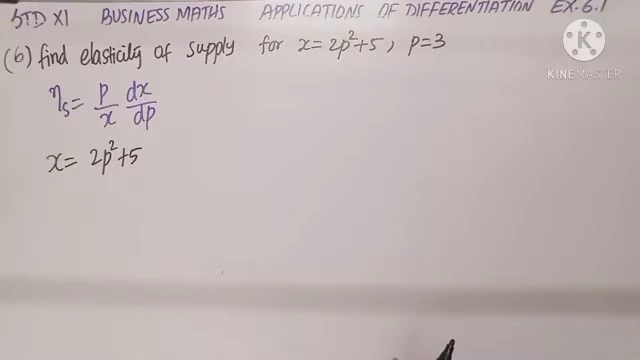 STD XI BUSINESS MATHS APPLICATIONS OF DIFFERENTIATION EX.6.1
(6) find elasticity of supply for x=2p²+5, p=3
KINEMASTER
ηs = p/x dx/dp
x= 2p²+5